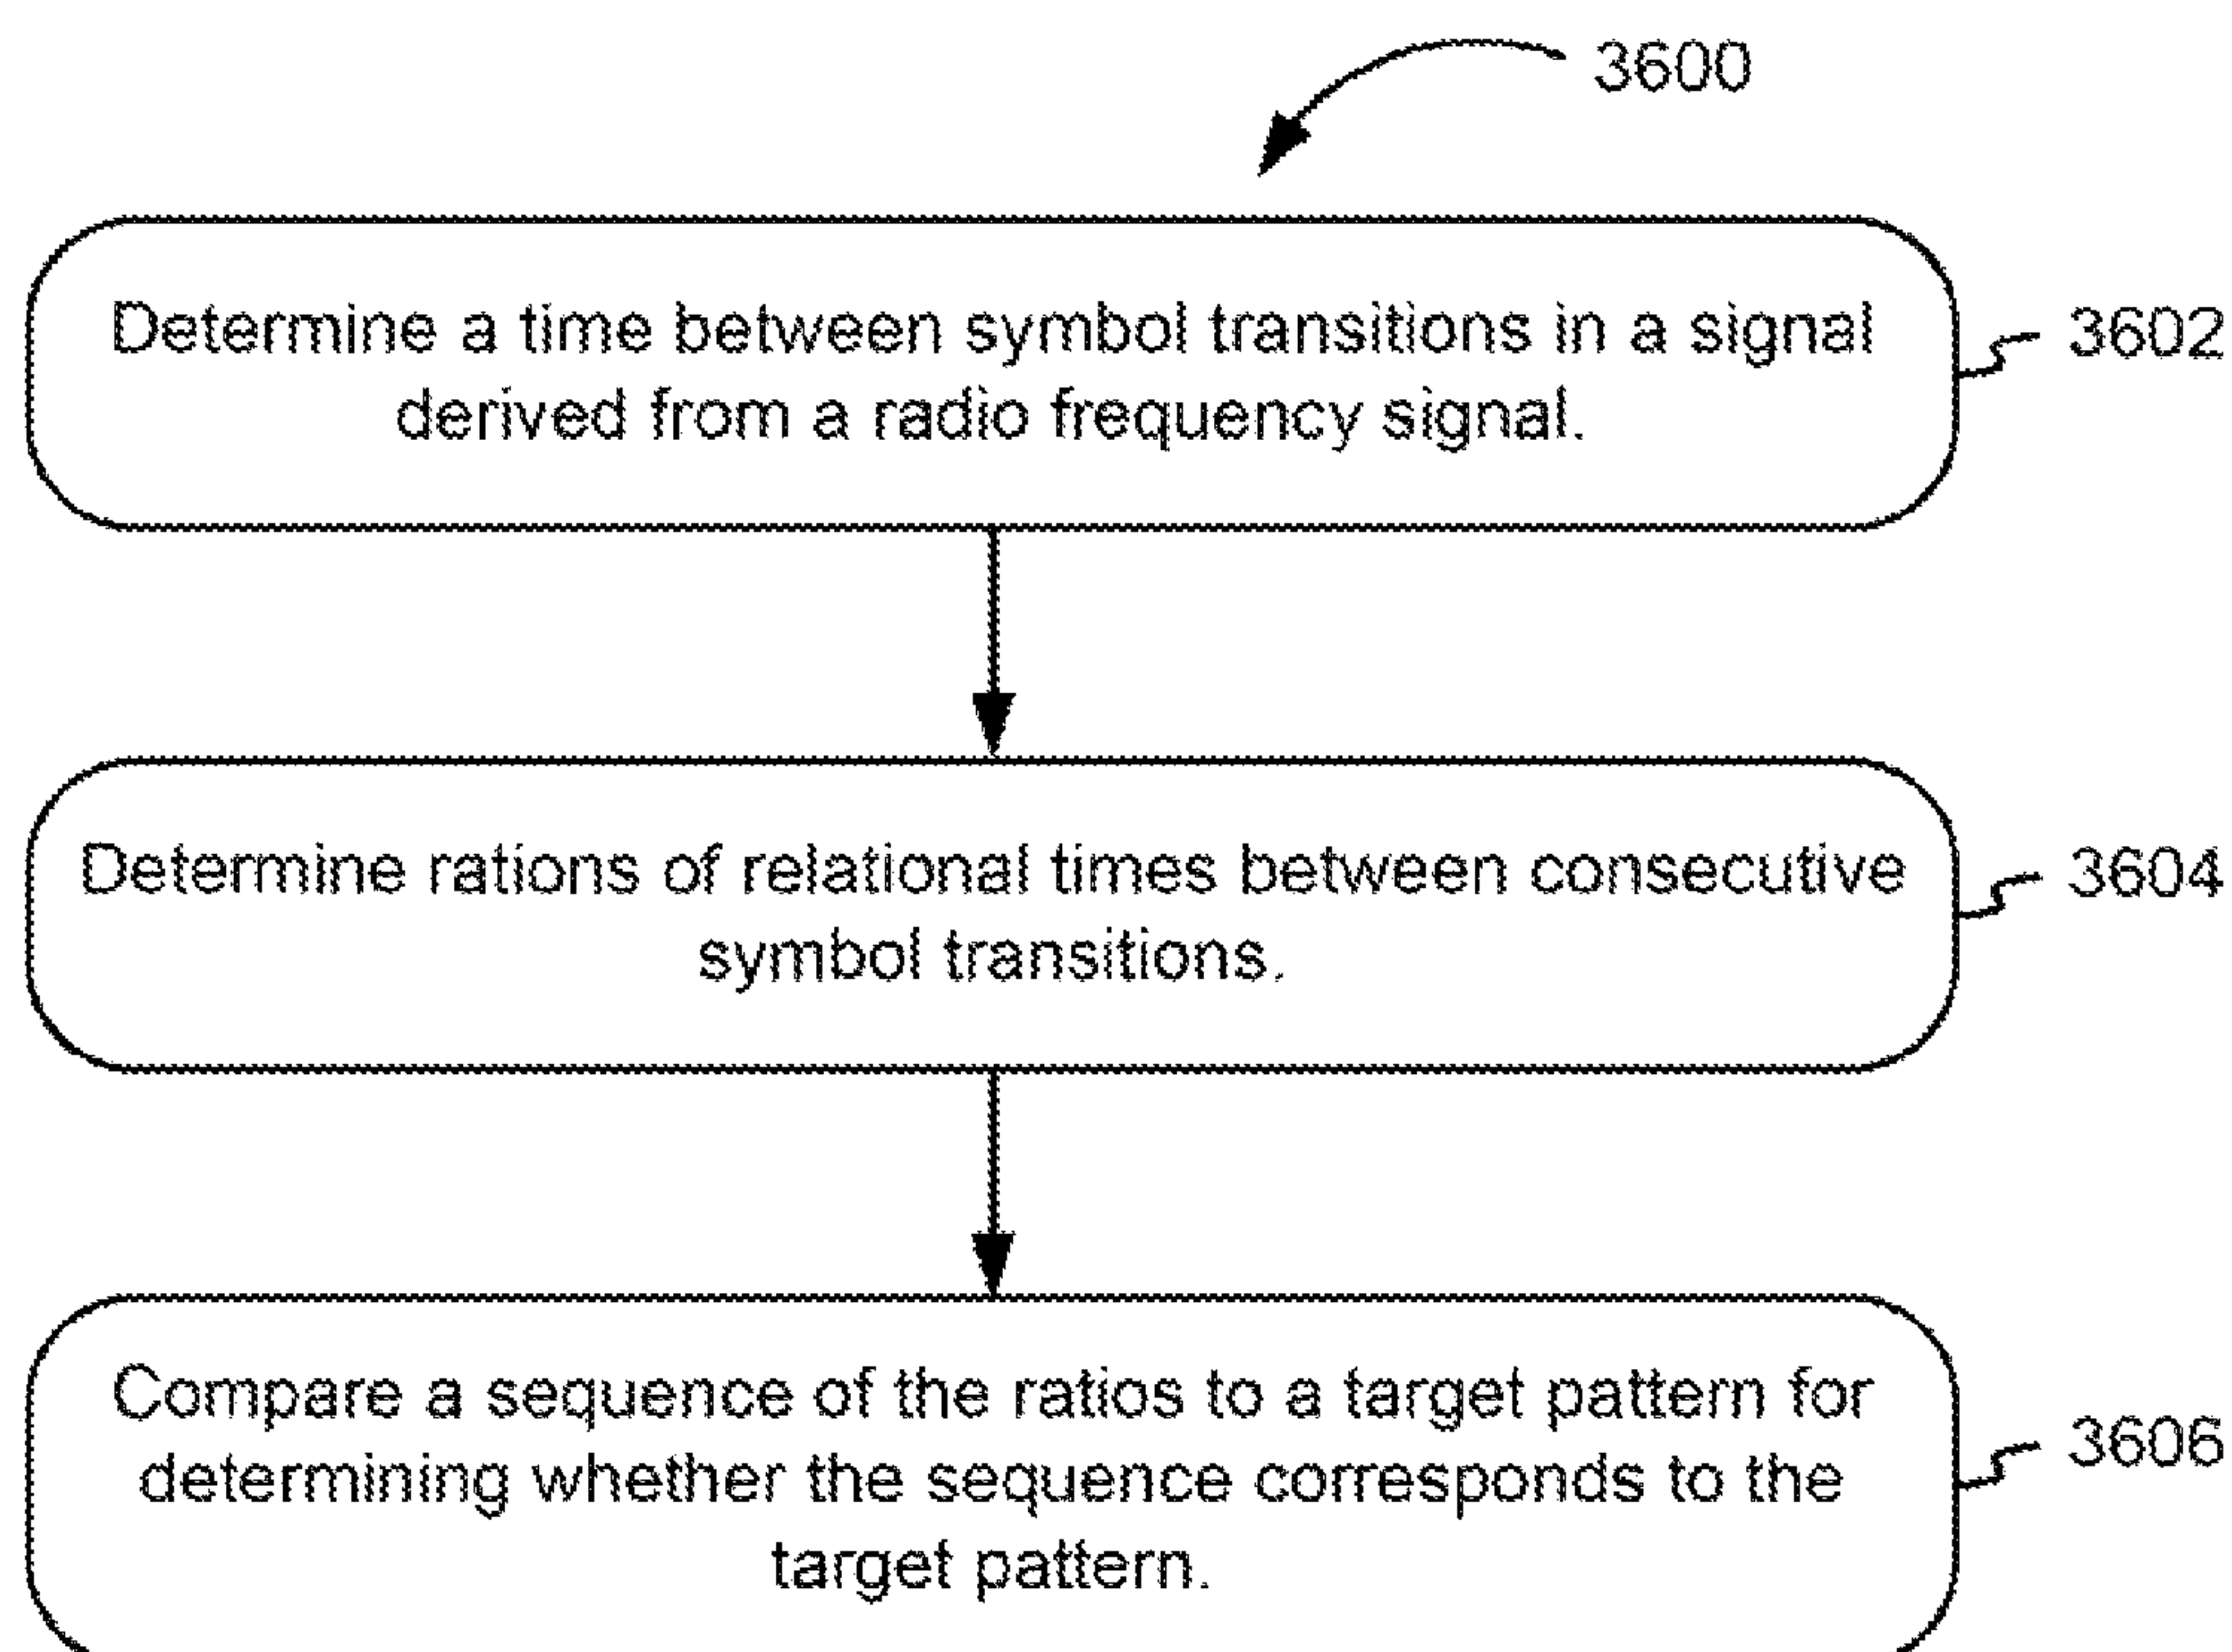 3600
Determine a time between symbol transitions in a signal
derived from a radio frequency signal.
3602
Determine rations of relational times between consecutive
symbol transitions.
3604
Compare a sequence of the ratios to a target pattern for
determining whether the sequence corresponds to the
target pattern.
3606